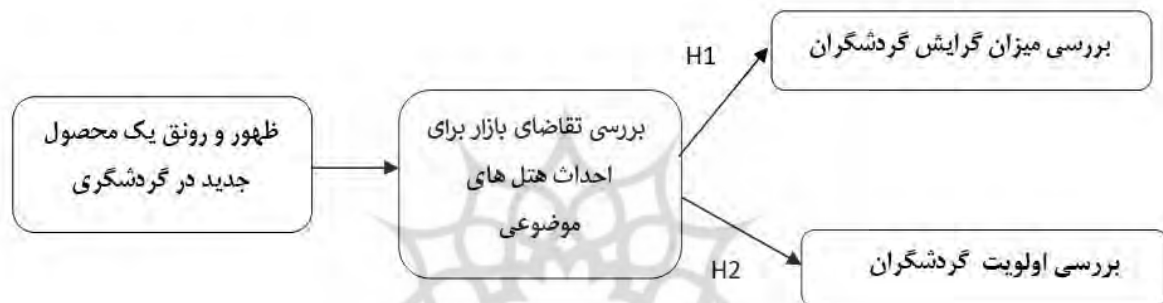 ظهور و رونق یک محصول
جدید در گردشگری
بررسی تقاضای بازار برای
احداث هتل های
موضوعی
H1
بررسی میزان گرایش گردشگران
H2
بررسی اولویت گردشگران